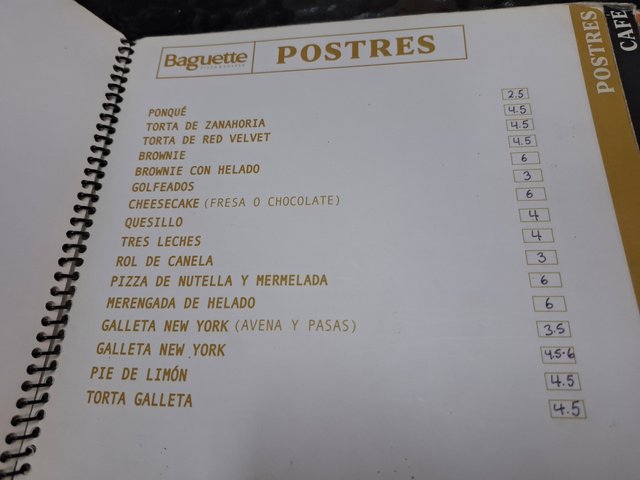 Baguette
POSTRES
POSTRES
CAFÉ
PONQUÉ 2.5
TORTA DE ZANAHORIA 4.5
TORTA DE RED VELVET 4.5
BROWNIE 4.5
BROWNIE CON HELADO 6
GOLFEADOS 3
CHEESECAKE (FRESA O CHOCOLATE) 6
QUESILLO 4
TRES LECHES 4
ROL DE CANELA 3
PIZZA DE NUTELLA Y MERMELADA 6
MERENGADA DE HELADO 6
GALLETA NEW YORK (AVENA Y PASAS) 3.5
GALLETA NEW YORK 4.5-6
PIE DE LIMÓN 4.5
TORTA GALLETA 4.5